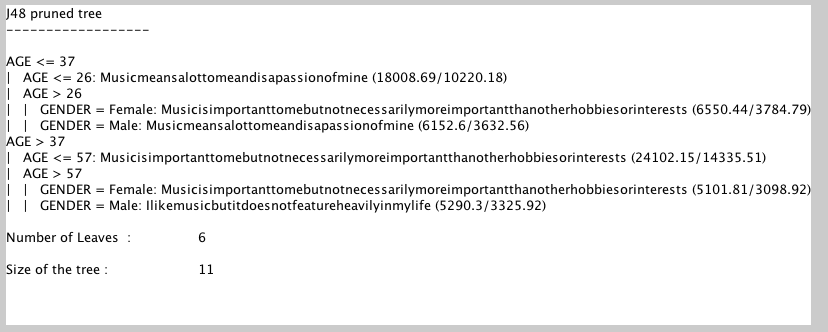 J48 pruned tree
------------------
AGE <= 37
|   AGE <= 26: Musicmeansalottomeandisapassionofmine (18008.69/10220.18)
|   AGE > 26
|   |   GENDER = Female: Musicisimportanttomebutnotnecessarilymoreimportantthanotherhobbiesorinterests (6550.44/3784.79)
|   |   GENDER = Male: Musicmeansalottomeandisapassionofmine (6152.6/3632.56)
AGE > 37
|   AGE <= 57: Musicisimportanttomebutnotnecessarilymoreimportantthanotherhobbiesorinterests (24102.15/14335.51)
|   AGE > 57
|   |   GENDER = Female: Musicisimportanttomebutnotnecessarilymoreimportantthanotherhobbiesorinterests (5101.81/3098.92)
|   |   GENDER = Male: Ilikemusicbutitdoesnotfeatureheavilyinmylife (5290.3/3325.92)
Number of Leaves  :	6
Size of the tree :	11